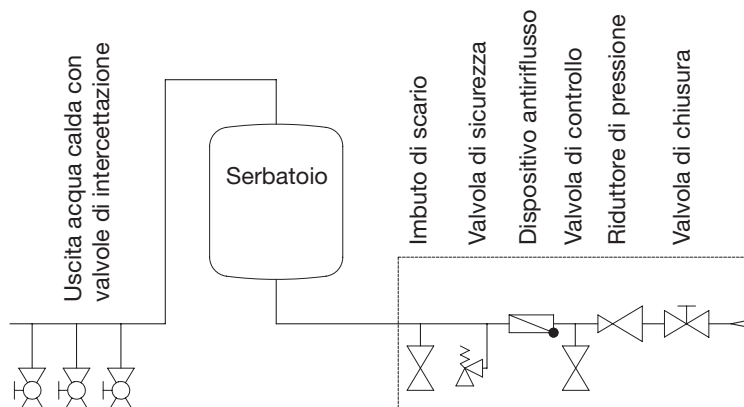 Uscita acqua calda con
valvole di intercettazione
Serbatoio
Imbuto di scario
Valvola di sicurezza
Dispositivo antiriflusso
Valvola di controllo
Riduttore di pressione
Valvola di chiusura